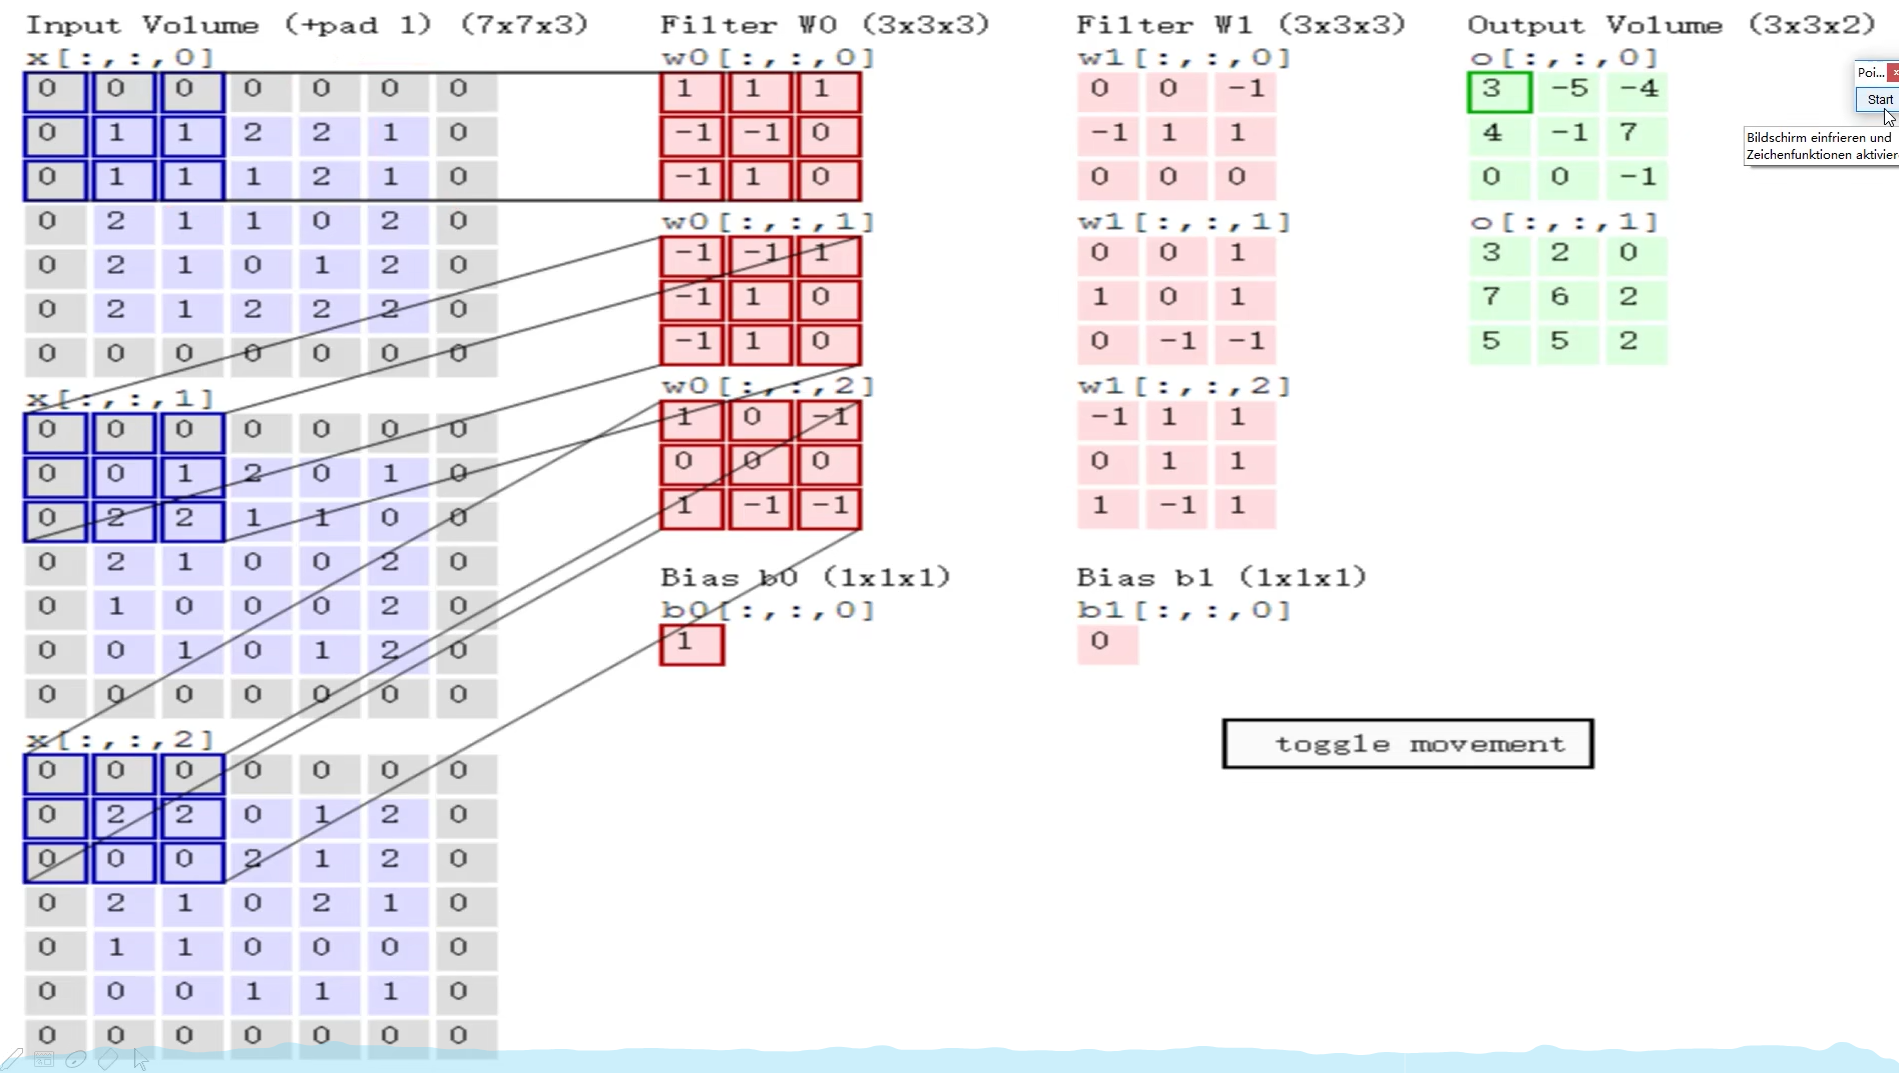 Input Volume (+pad 1) (7x7x3)
x[:,:,0]
0 0 0 0 0 0 0
0 1 1 2 2 1 0
0 1 1 1 2 1 0
0 2 1 1 0 2 0
0 2 1 0 1 2 0
0 2 1 2 2 2 0
0 0 0 0 0 0 0
x[:,:,1]
0 0 0 0 0 0 0
0 0 1 2 0 1 0
0 2 2 1 1 0 0
0 2 1 0 0 2 0
0 1 0 0 0 2 0
0 0 1 0 1 2 0
0 0 0 0 0 0 0
x[:,:,2]
0 0 0 0 0 0 0
0 2 2 0 1 2 0
0 0 0 2 1 2 0
0 2 1 0 2 1 0
0 1 1 0 0 0 0
0 0 0 1 1 1 0
0 0 0 0 0 0 0
Filter W0 (3x3x3)
w0[:,:,0]
1 1 1
-1 -1 0
-1 1 0
w0[:,:,1]
-1 -1 1
-1 1 0
-1 1 0
w0[:,:,2]
1 0 -1
0 0 0
1 -1 -1
Bias b0 (1x1x1)
b0[:,:,0]
1
Filter W1 (3x3x3)
w1[:,:,0]
0 0 -1
-1 1 1
0 0 0
w1[:,:,1]
0 0 1
1 0 1
0 -1 -1
w1[:,:,2]
-1 1 1
0 1 1
1 -1 1
Bias b1 (1x1x1)
b1[:,:,0]
0
toggle movement
Output Volume (3x3x2)
o[:,:,0]
3 -5 -4
4 -1 7
0 0 -1
o[:,:,1]
3 2 0
7 6 2
5 5 2
Poi...
Start
Bildschirm einfrieren und
Zeichenfunktionen